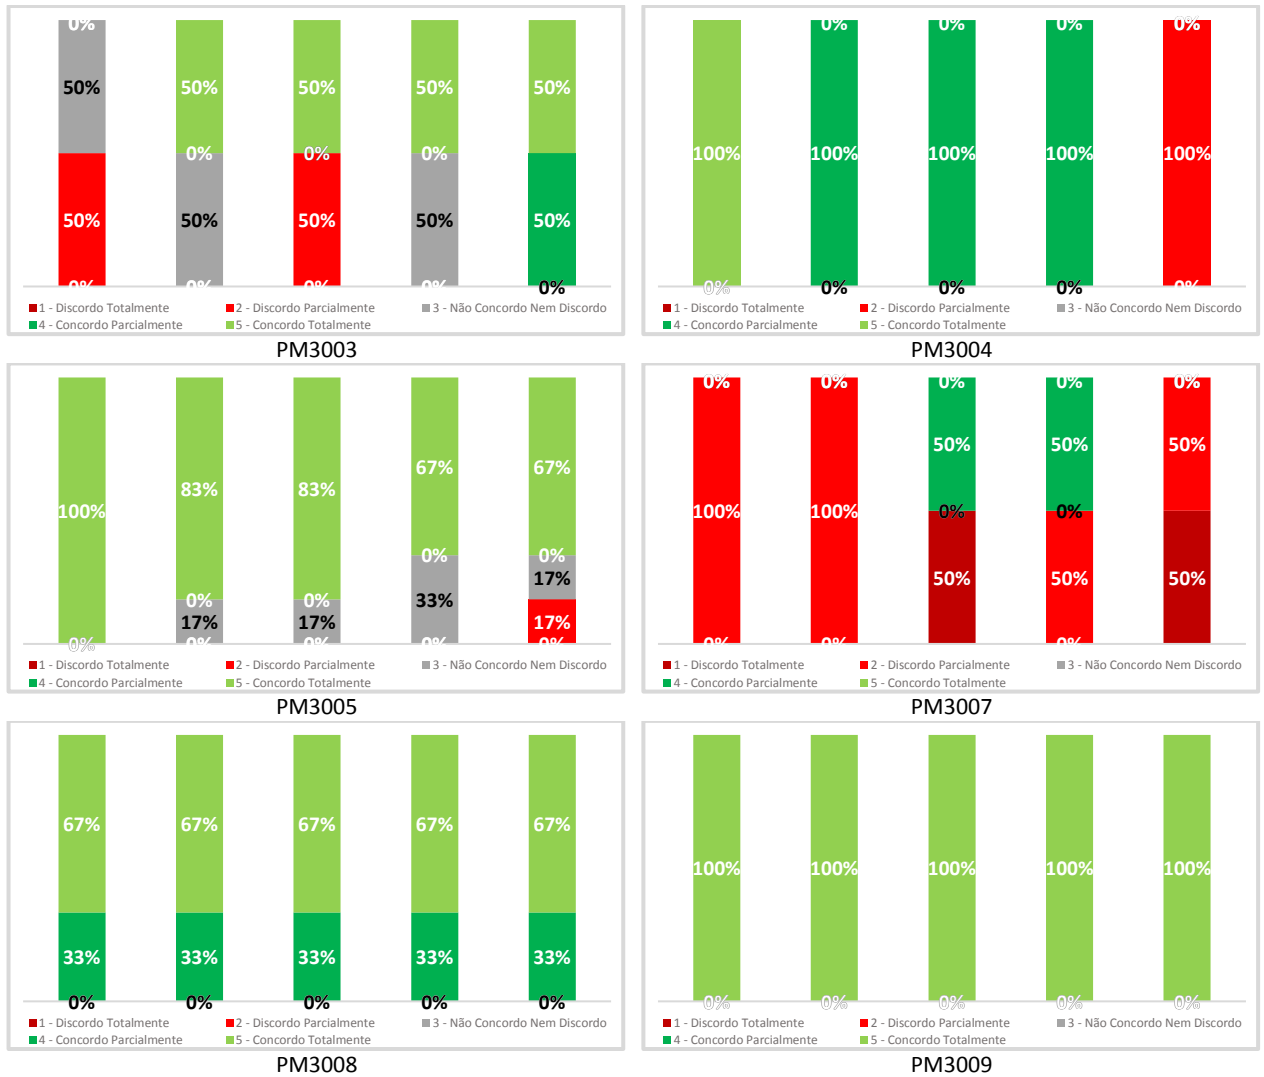 0%
50% 50% 50% 50% 50%
0% 0% 0%
50% 50% 50% 50% 50%
0% 0% 0% 0% 0%
1 - Discordo Totalmente 2 - Discordo Parcialmente 3 - Não Concordo Nem Discordo
4 - Concordo Parcialmente 5 - Concordo Totalmente
PM3003
0% 0% 0% 0%
100% 100% 100% 100% 100%
0% 0% 0% 0% 0%
1 - Discordo Totalmente 2 - Discordo Parcialmente 3 - Não Concordo Nem Discordo
4 - Concordo Parcialmente 5 - Concordo Totalmente
PM3004
67% 67%
83% 83%
100%
0% 0%
17%
0% 0% 33%
17% 17% 17%
0% 0% 0% 0% 0%
1 - Discordo Totalmente 2 - Discordo Parcialmente 3 - Não Concordo Nem Discordo
4 - Concordo Parcialmente 5 - Concordo Totalmente
PM3005
0% 0% 0% 0% 0%
50% 50% 50%
100% 100% 0% 0%
50% 50% 50%
0% 0% 0%
1 - Discordo Totalmente 2 - Discordo Parcialmente 3 - Não Concordo Nem Discordo
4 - Concordo Parcialmente 5 - Concordo Totalmente
PM3007
67% 67% 67% 67% 67%
33% 33% 33% 33% 33%
0% 0% 0% 0% 0%
1 - Discordo Totalmente 2 - Discordo Parcialmente 3 - Não Concordo Nem Discordo
4 - Concordo Parcialmente 5 - Concordo Totalmente
PM3008
100% 100% 100% 100% 100%
0% 0% 0% 0% 0%
1 - Discordo Totalmente 2 - Discordo Parcialmente 3 - Não Concordo Nem Discordo
4 - Concordo Parcialmente 5 - Concordo Totalmente
PM3009